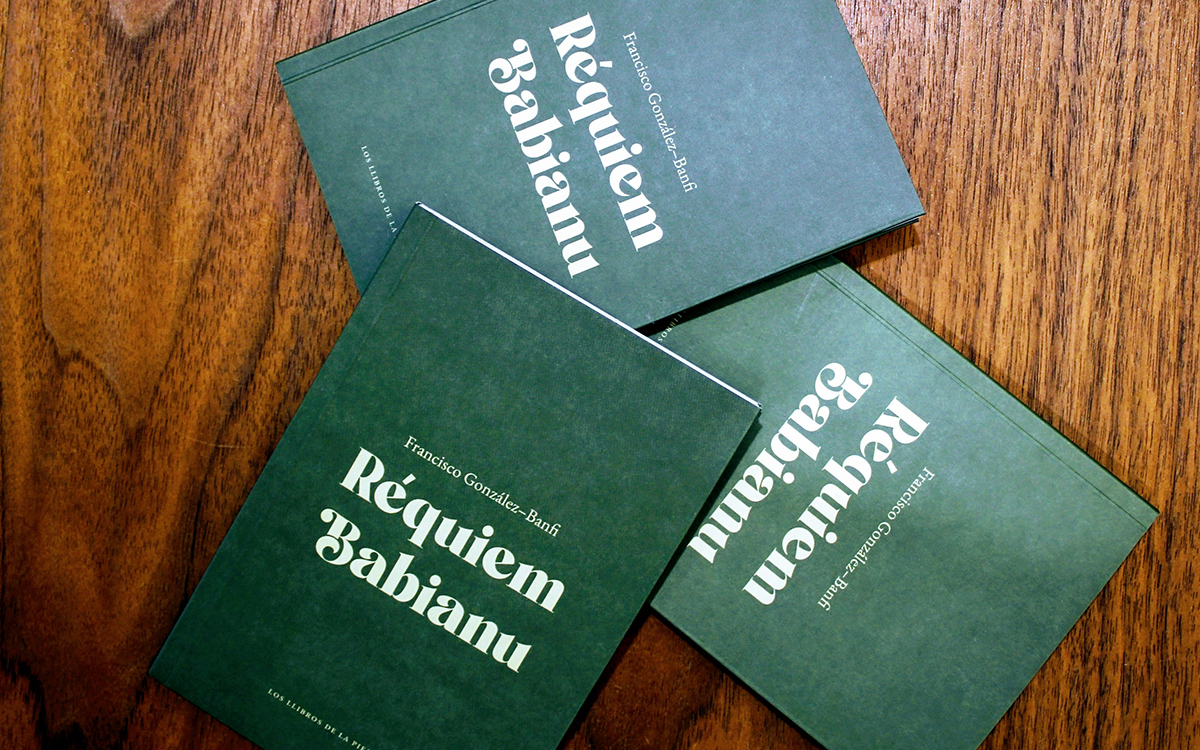 Francisco González–Banfi
Réquiem
Babianu
LOS LLIBROS DE LA
Francisco González–Banfi
Réquiem
Babianu
LOS LLIBROS DE LA
Francisco González–Banfi
Réquiem
Babianu